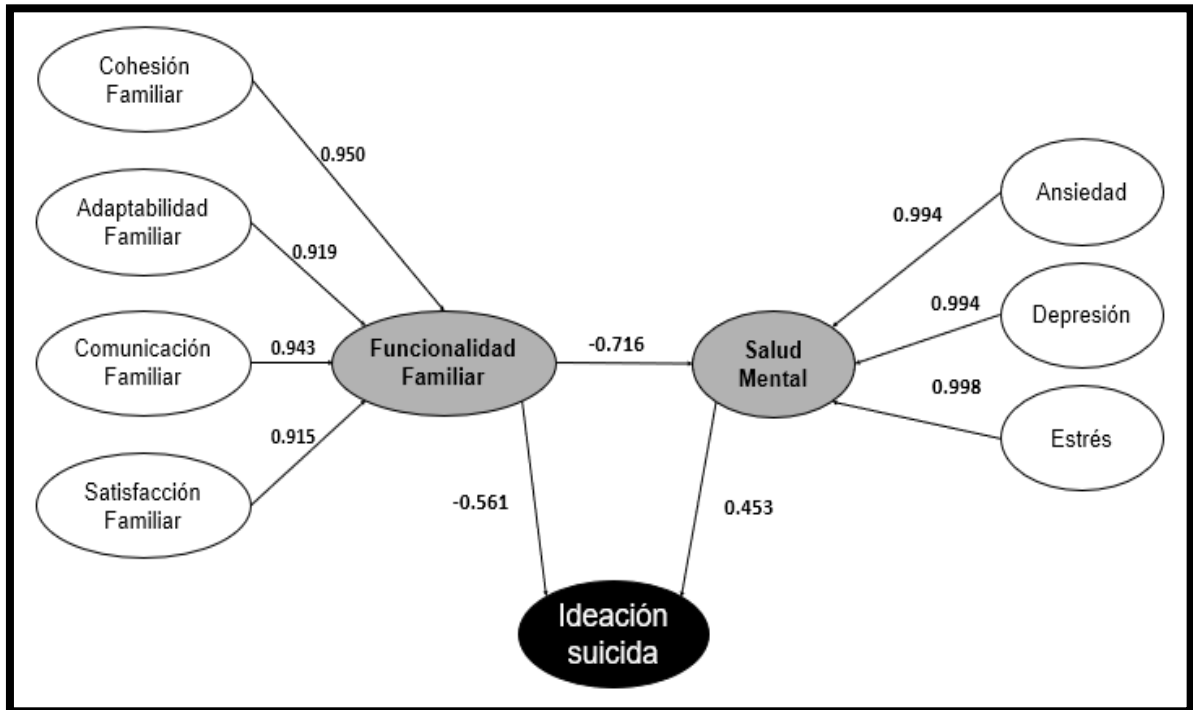 Cohesión
Familiar
0.950
Adaptabilidad
Familiar
0.919
Comunicación
Familiar
0.943
Satisfacción
Familiar
0.915
Funcionalidad
Familiar
-0.716
Salud
Mental
Ansiedad
0.994
Depresión
0.994
Estrés
0.998
-0.561
0.453
Ideación
suicida